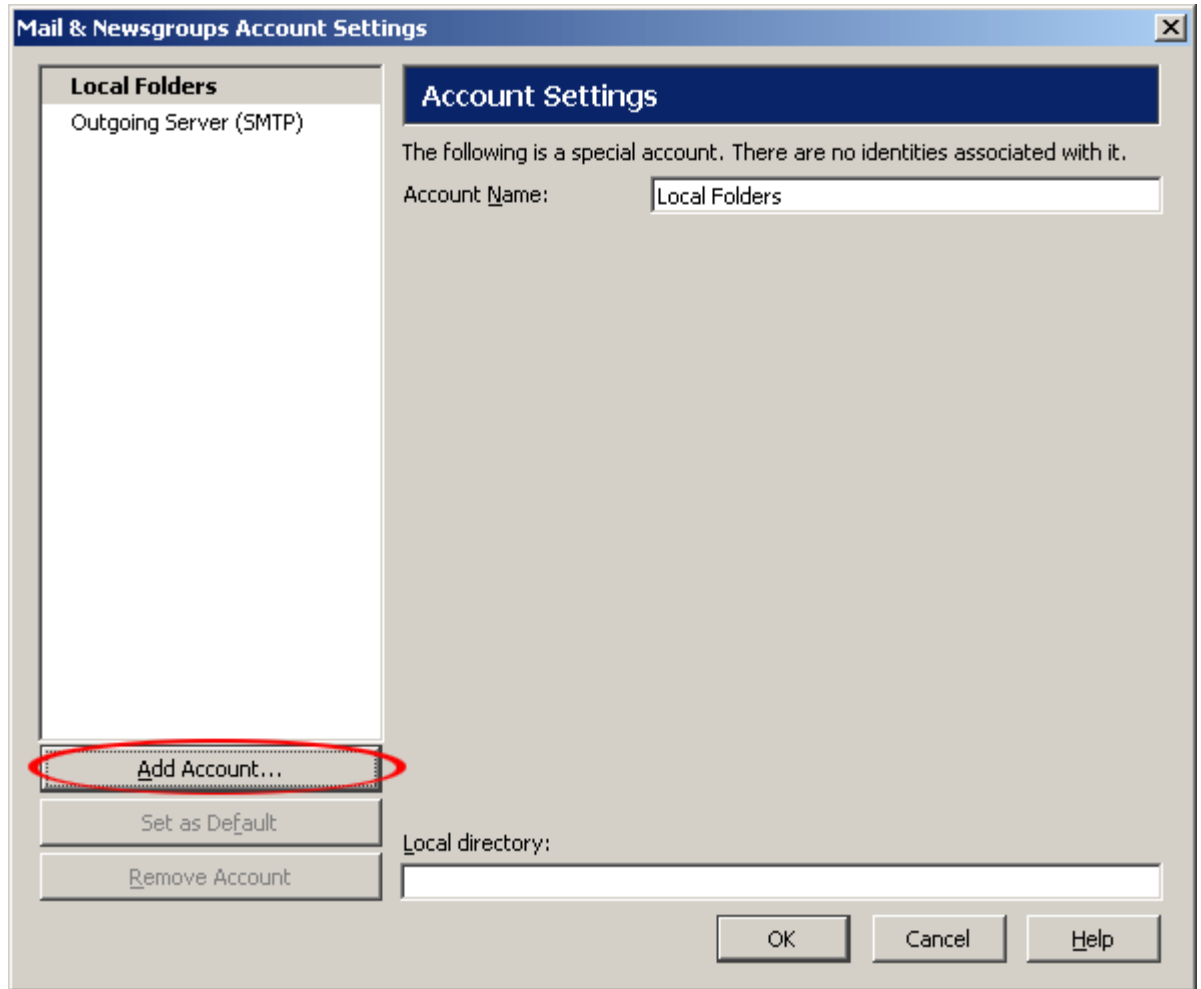 Mail & Newsgroups Account Settings
Local Folders
Outgoing Server (SMTP)
Account Settings
The following is a special account. There are no identities associated with it.
Account Name:
Local Folders
Add Account...
Set as Default
Remove Account
Local directory:
OK
Cancel
Help